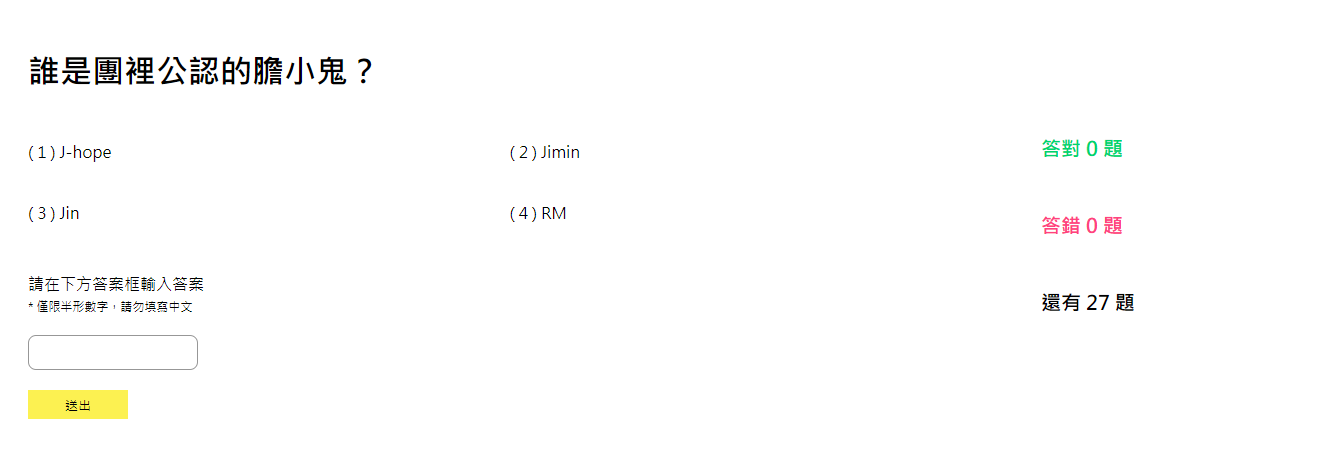 誰是團裡公認的膽小鬼？
( 1 ) J-hope
( 2 ) Jimin
( 3 ) Jin
( 4 ) RM
請在下方答案框輸入答案
* 僅限半形數字，請勿填寫中文
送出
答對 0 題
答錯 0 題
還有 27 題